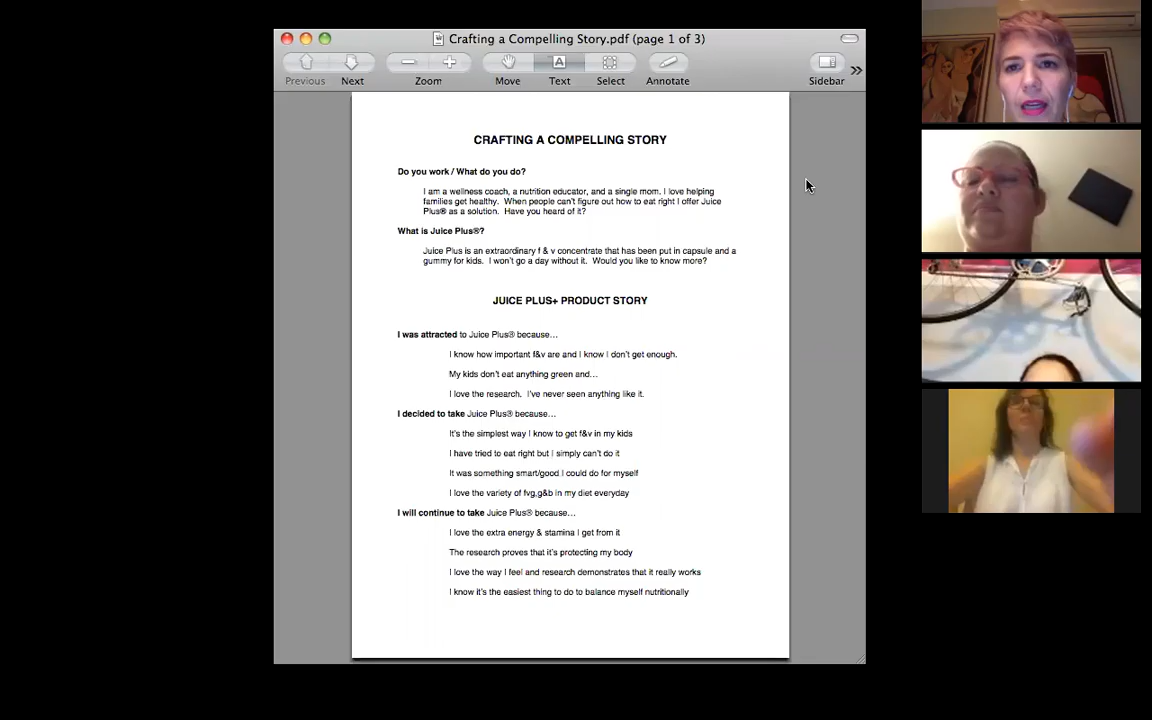 Crafting a Compelling Story.pdf (page 1 of 3)
Previous
Next
Zoom
Move
Text
Select
Annotate
Sidebar
CRAFTING A COMPELLING STORY
Do you work / What do you do?
I am a wellness coach, a nutrition educator, and a single mom. I love helping
families get healthy. When people can't figure out how to eat right I offer Juice
Plus® as a solution. Have you heard of it?
What is Juice Plus®?
Juice Plus is an extraordinary f & v concentrate that has been put in capsule and a
gummy for kids. I won't go a day without it. Would you like to know more?
JUICE PLUS+ PRODUCT STORY
I was attracted to Juice Plus® because…
I know how important f&v are and I know I don't get enough.
My kids don't eat anything green and…
I love the research. I've never seen anything like it.
I decided to take Juice Plus® because…
It's the simplest way I know to get f&v in my kids
I have tried to eat right but I simply can't do it
It was something smart/good I could do for myself
I love the variety of fvg,g&b in my diet everyday
I will continue to take Juice Plus® because…
I love the extra energy & stamina I get from it
The research proves that it's protecting my body
I love the way I feel and research demonstrates that it really works
I know it's the easiest thing to do to balance myself nutritionally